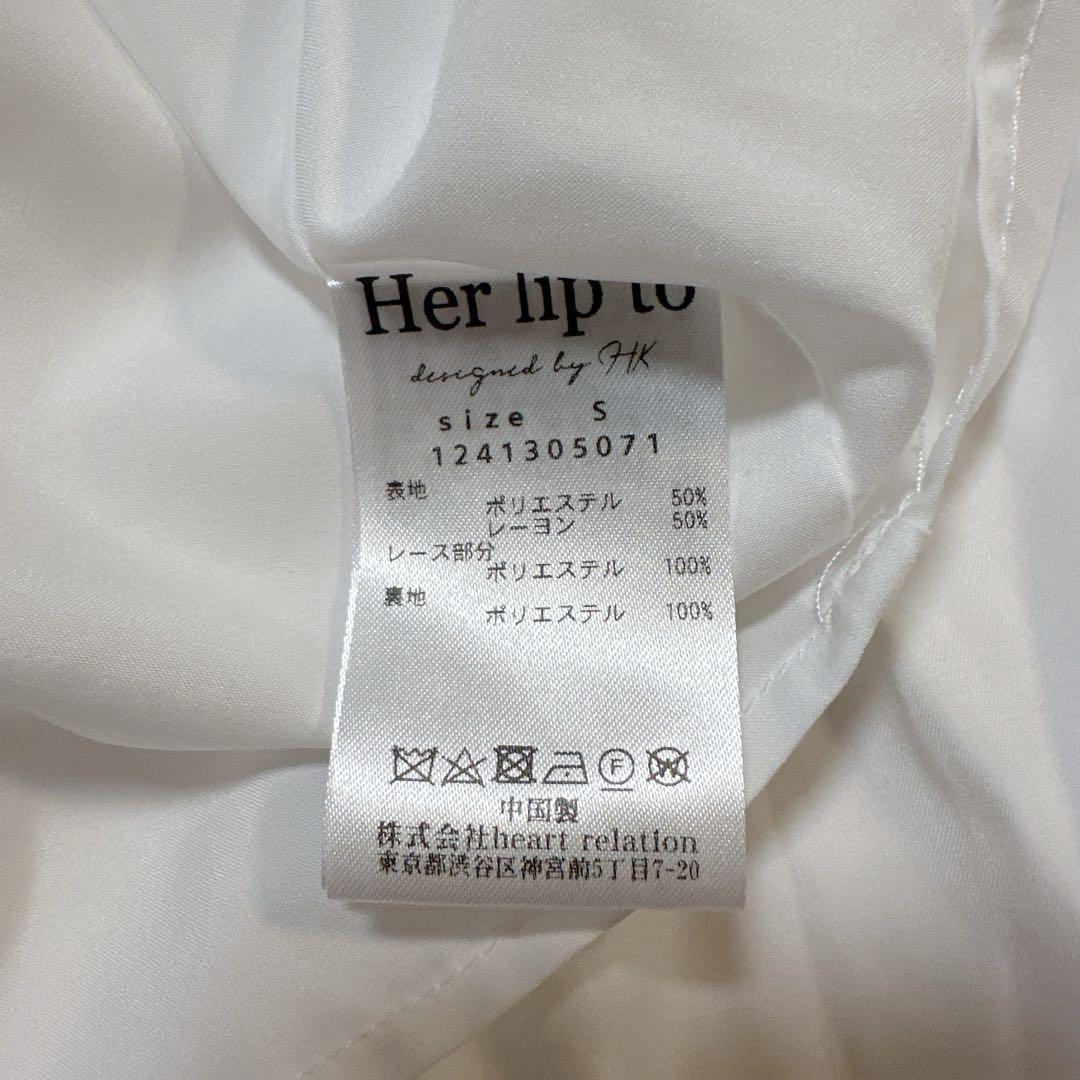 Her lip to
designed by HK
size S
1241305071
表地
ポリエステル 50%
レーヨン 50%
レース部分
ポリエステル 100%
裏地
ポリエステル 100%
F W
中国製
株式会社heart relation
東京都渋谷区神宮前5丁目7-20